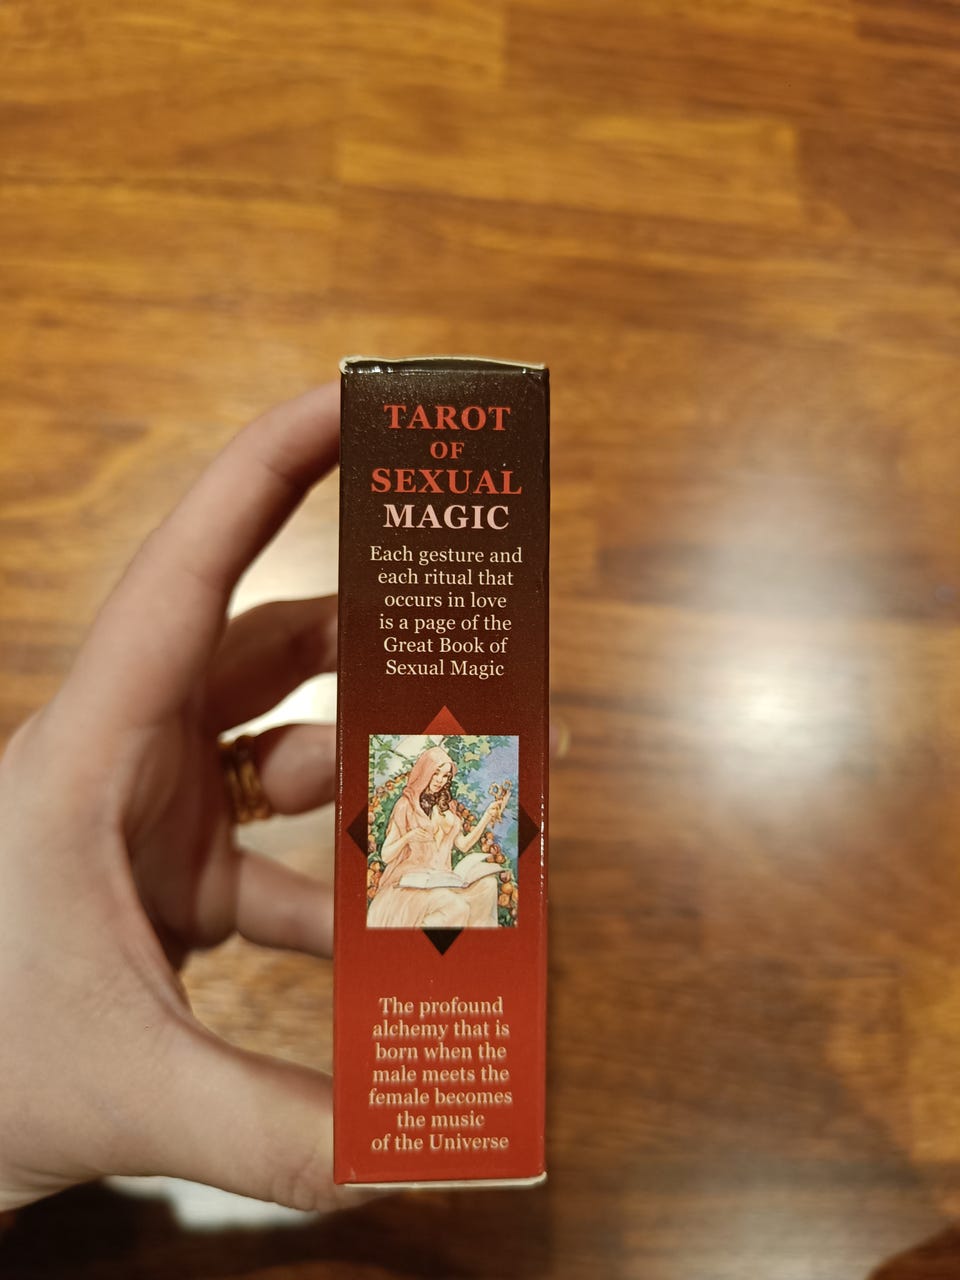 TAROT
OF
SEXUAL
MAGIC
Each gesture and
each ritual that
occurs in love
is a page of the
Great Book of
Sexual Magic
The profound
alchemy that is
born when the
male meets the
female becomes
the music
of the Universe